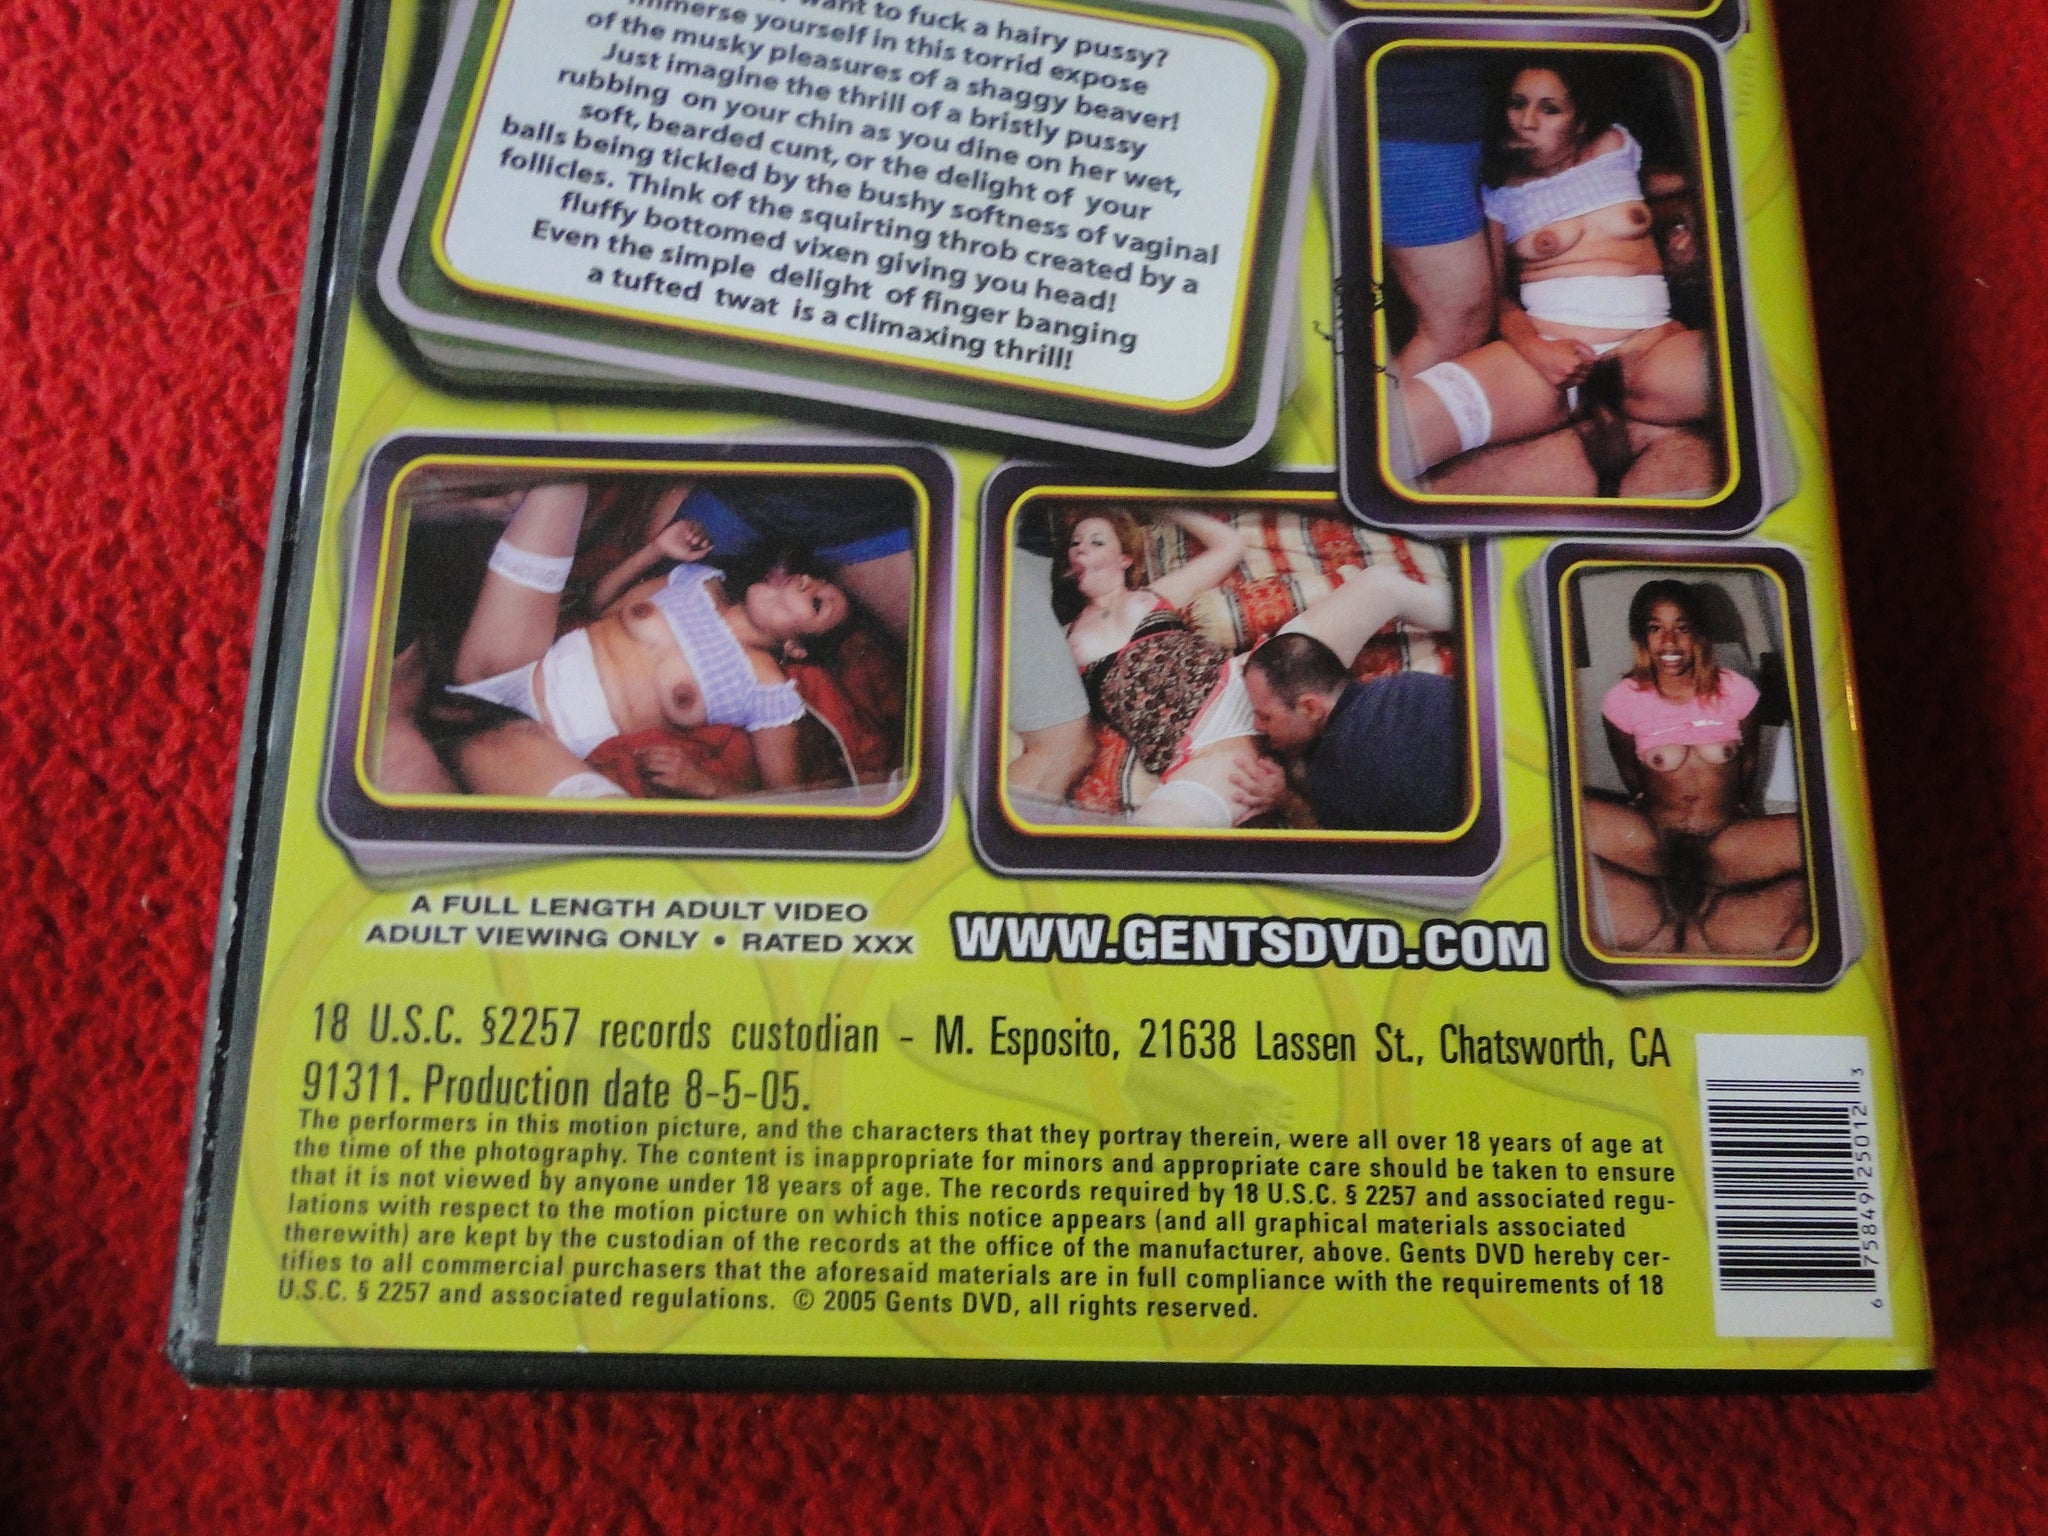 want to fuck a hairy pussy?
immerse yourself in this torrid expose
of the musky pleasures of a shaggy beaver!
Just imagine the thrill of a bristly pussy
rubbing on your chin as you dine on her wet,
soft, bearded cunt, or the delight of your
balls being tickled by the bushy softness of vaginal
follicles. Think of the squirting throb created by a
fluffy bottomed vixen giving you head!
Even the simple delight of finger banging
a tufted twat is a climaxing thrill!
A FULL LENGTH ADULT VIDEO
ADULT VIEWING ONLY • RATED XXX
WWW.GENTSDVD.COM
18 U.S.C. §2257 records custodian - M. Esposito, 21638 Lassen St., Chatsworth, CA
91311. Production date 8-5-05.
The performers in this motion picture, and the characters that they portray therein, were all over 18 years of age at
the time of the photography. The content is inappropriate for minors and appropriate care should be taken to ensure
that it is not viewed by anyone under 18 years of age. The records required by 18 U.S.C. § 2257 and associated regu-
lations with respect to the motion picture on which this notice appears (and all graphical materials associated
therewith) are kept by the custodian of the records at the office of the manufacturer, above. Gents DVD hereby cer-
tifies to all commercial purchasers that the aforesaid materials are in full compliance with the requirements of 18
U.S.C. § 2257 and associated regulations. © 2005 Gents DVD, all rights reserved.
6 75849 25012 3